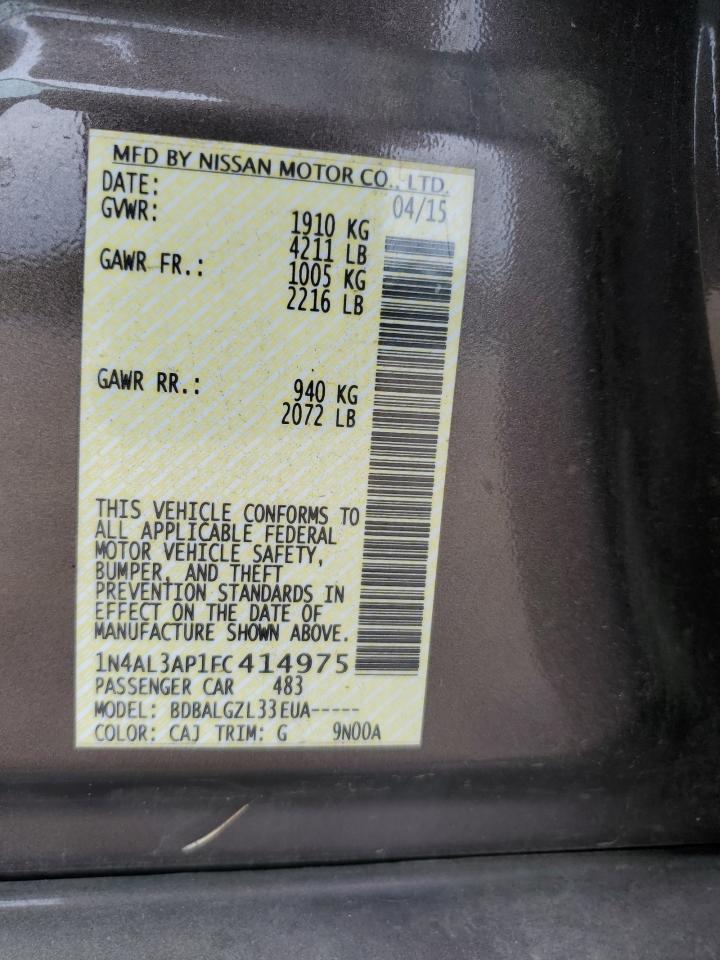 MFD BY NISSAN MOTOR CO., LTD.
DATE: 04/15
GVWR: 1910 KG
4211 LB
GAWR FR.: 1005 KG
2216 LB
GAWR RR.: 940 KG
2072 LB
THIS VEHICLE CONFORMS TO
ALL APPLICABLE FEDERAL
MOTOR VEHICLE SAFETY,
BUMPER, AND THEFT
PREVENTION STANDARDS IN
EFFECT ON THE DATE OF
MANUFACTURE SHOWN ABOVE.
1N4AL3AP1FC414975
PASSENGER CAR 483
MODEL: BDBALGZL33EUA-----
COLOR: CAJ TRIM: G 9N00A